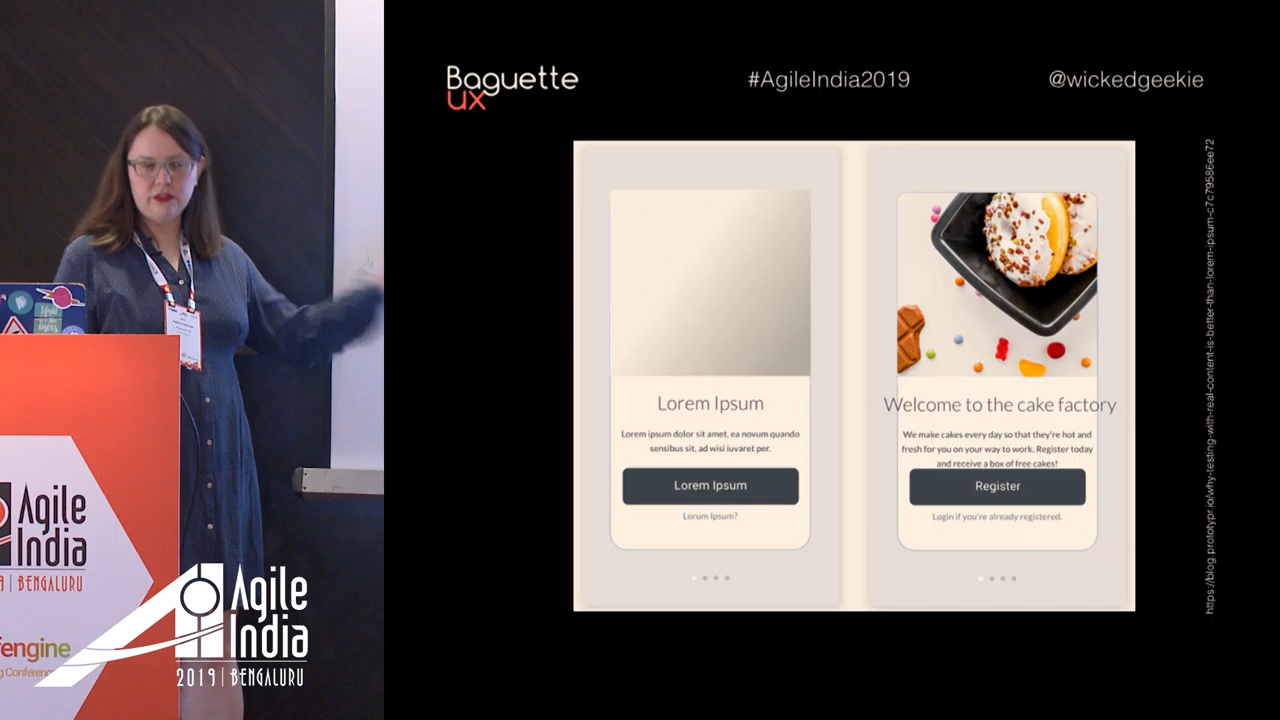 Baguette
ux
#AgileIndia2019
@wickedgeekie
Lorem Ipsum
Lorem ipsum dolor sit amet, ea novum quando
sensibus sit, ad wisi iuvaret per.
Lorem Ipsum
Lorum Ipsum?
Welcome to the cake factory
We make cakes every day so that they're hot and
fresh for you on your way to work. Register today
and receive a box of free cakes!
Register
Login if you're already registered.
https://blog.prototypr.io/why-testing-with-real-content-is-better-than-lorem-ipsum-c7c79586ee72
Agile
India
9 | BENGALURU
fengine
g Conference
Agile
India
2019 | BENGALURU